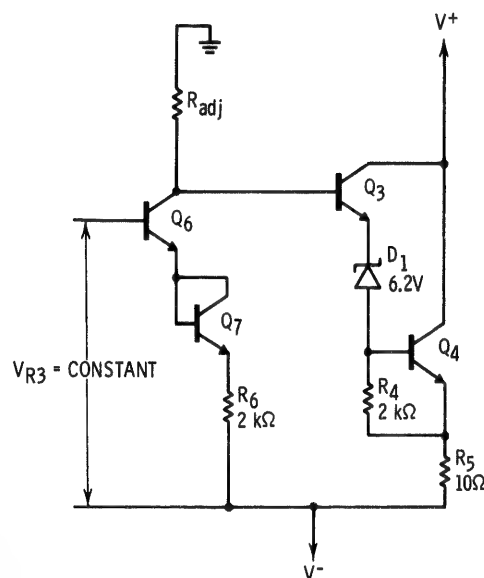 V+
Radj
Q3
Q6
D1
6.2V
Q7
Q4
VR3 = CONSTANT
R4
2 kΩ
R6
2 kΩ
R5
10Ω
V-